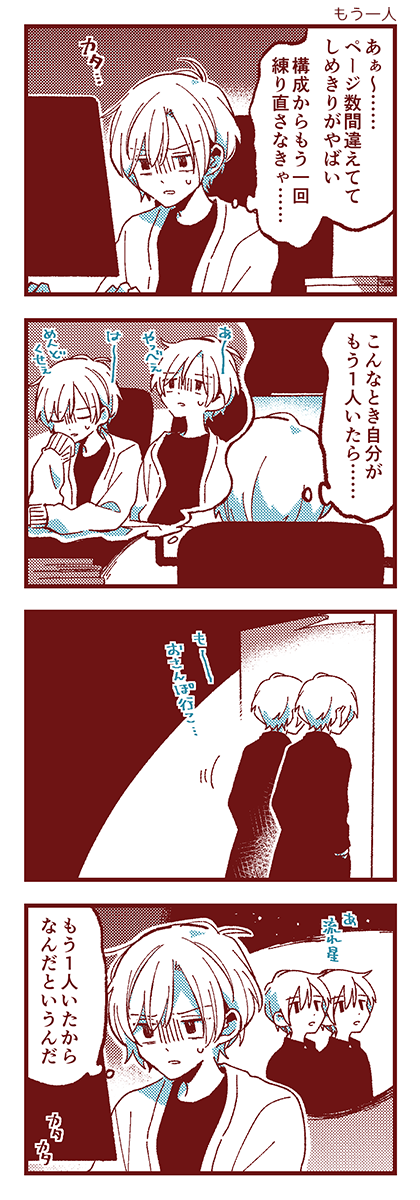 もう一人
あぁ～……
ページ数間違えてて
しめきりがやばい
構成からもう一回
練り直さなきゃ……
カタ…
こんなとき自分が
もう1人いたら……
あ――
やっべぇ
は――
めんど
くせぇ
も――
おさんぽ行こ…
あ
流れ星
もう1人いたから
なんだというんだ
カタ
カタ